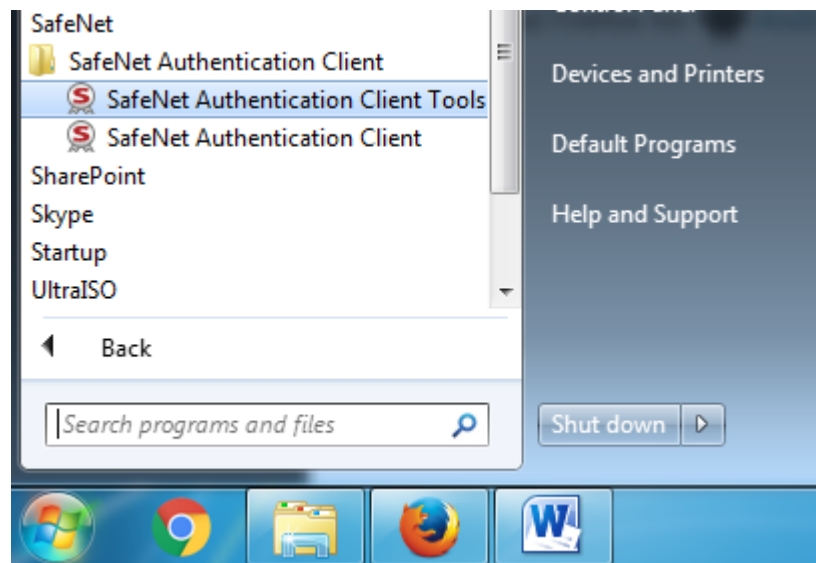 SafeNet
SafeNet Authentication Client
SafeNet Authentication Client Tools
SafeNet Authentication Client
SharePoint
Skype
Startup
UltraISO
Back
Search programs and files
Devices and Printers
Default Programs
Help and Support
Shut down